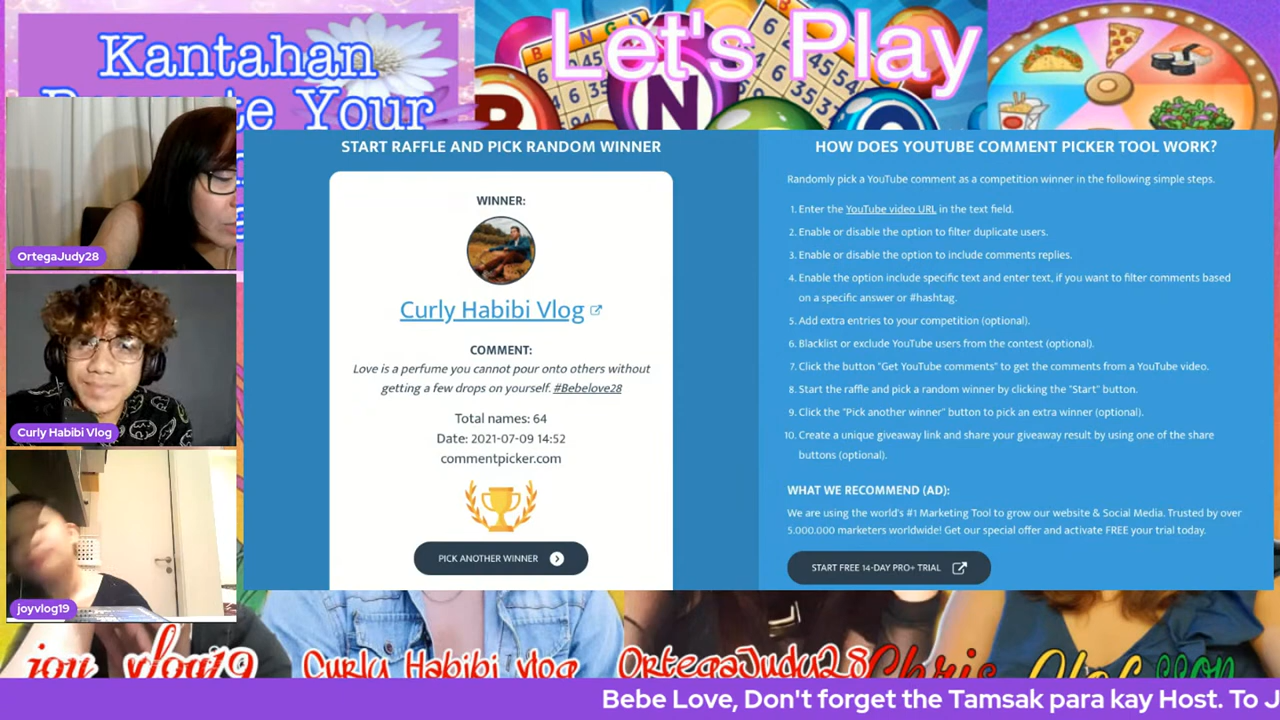 Kantahan
Let's Play
OrtegaJudy28
Curly Habibi Vlog
joyvlog19
START RAFFLE AND PICK RANDOM WINNER
WINNER:
Curly Habibi Vlog
COMMENT:
Love is a perfume you cannot pour onto others without
getting a few drops on yourself. #Bebelove28
Total names: 64
Date: 2021-07-09 14:52
commentpicker.com
PICK ANOTHER WINNER
HOW DOES YOUTUBE COMMENT PICKER TOOL WORK?
Randomly pick a YouTube comment as a competition winner in the following simple steps.
1. Enter the YouTube video URL in the text field.
2. Enable or disable the option to filter duplicate users.
3. Enable or disable the option to include comments replies.
4. Enable the option include specific text and enter text, if you want to filter comments based
on a specific answer or #hashtag.
5. Add extra entries to your competition (optional).
6. Blacklist or exclude YouTube users from the contest (optional).
7. Click the button "Get YouTube comments" to get the comments from a YouTube video.
8. Start the raffle and pick a random winner by clicking the "Start" button.
9. Click the "Pick another winner" button to pick an extra winner (optional).
10. Create a unique giveaway link and share your giveaway result by using one of the share
buttons (optional).
WHAT WE RECOMMEND (AD):
We are using the world's #1 Marketing Tool to grow our website & Social Media. Trusted by over
5.000.000 marketers worldwide! Get our special offer and activate FREE your trial today.
START FREE 14-DAY PRO+ TRIAL
joy vlog19 Curly Habibi vlog OrtegaJudy28 Chris
Bebe Love, Don't forget the Tamsak para kay Host. To J